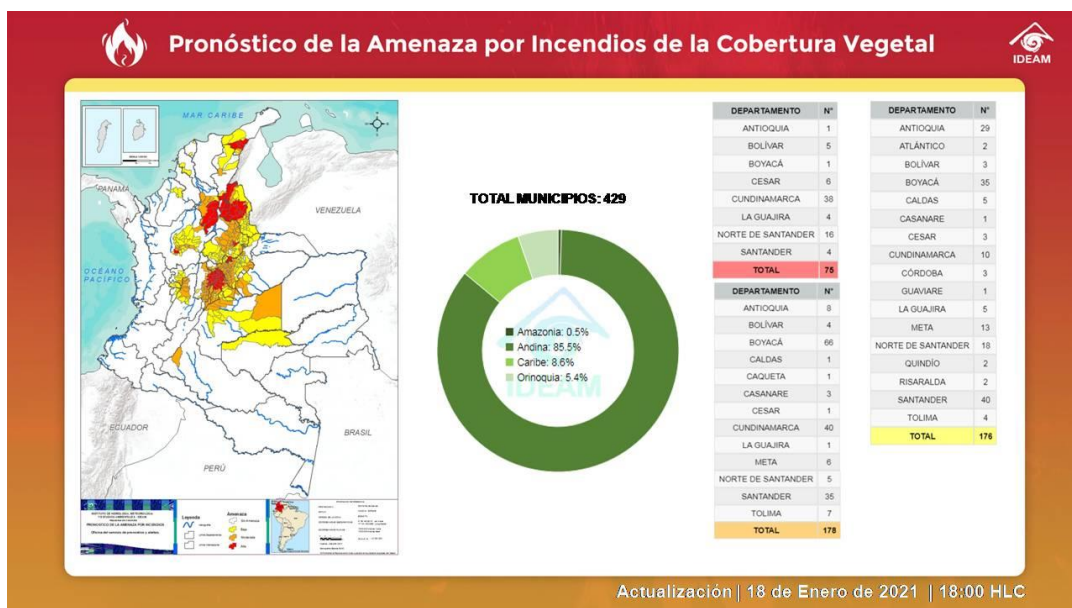 Pronóstico de la Amenaza por Incendios de la Cobertura Vegetal
IDEAM
MAR CARIBE
PANAMÁ
VENEZUELA
OCÉANO
PACÍFICO
ECUADOR
BRASIL
PERÚ
Leyenda
Amenaza
TOTAL MUNICIPIOS: 429
Amazonia: 0.5%
Andina: 85.5%
Caribe: 8.6%
Orinoquia: 5.4%
IDEAM
DEPARTAMENTO N°
ANTIOQUIA 1
BOLÍVAR 5
BOYACÁ 1
CESAR 6
CUNDINAMARCA 38
LA GUAJIRA 4
NORTE DE SANTANDER 16
SANTANDER 4
TOTAL 75
DEPARTAMENTO N°
ANTIOQUIA 8
BOLÍVAR 4
BOYACÁ 66
CALDAS 1
CAQUETA 1
CASANARE 3
CESAR 1
CUNDINAMARCA 40
LA GUAJIRA 1
META 6
NORTE DE SANTANDER 5
SANTANDER 35
TOLIMA 7
TOTAL 178
DEPARTAMENTO N°
ANTIOQUIA 29
ATLÁNTICO 2
BOLÍVAR 3
BOYACÁ 35
CALDAS 5
CASANARE 1
CESAR 3
CUNDINAMARCA 10
CÓRDOBA 3
GUAVIARE 1
LA GUAJIRA 5
META 13
NORTE DE SANTANDER 18
QUINDÍO 2
RISARALDA 2
SANTANDER 40
TOLIMA 4
TOTAL 176
Actualización | 18 de Enero de 2021 | 18:00 HLC